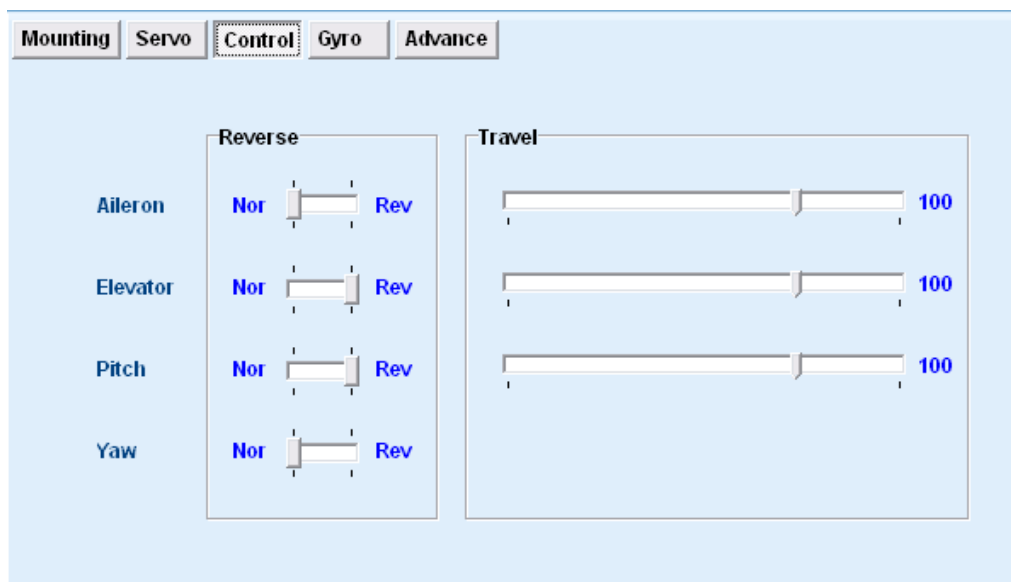 Mounting Servo Control Gyro Advance
Reverse Travel
Aileron Nor Rev 100
Elevator Nor Rev 100
Pitch Nor Rev 100
Yaw Nor Rev